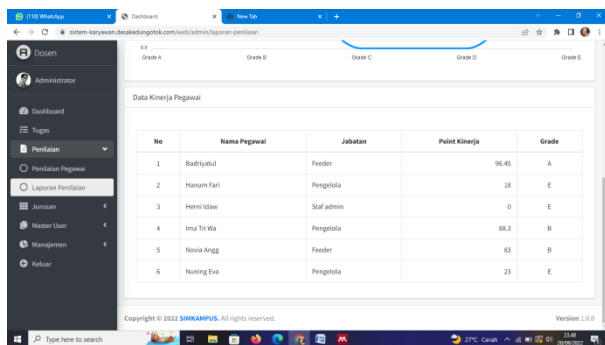 (110) WhatsApp
Dashboard
New Tab
sistem-karyawan.desakedungotok.com/web/admin/laporan-penilaian
Dosen
Administrator
Dashboard
Tugas
Penilaian
Penilaian Pegawai
Laporan Penilaian
Jurusan
Master User
Manajemen
Keluar
0.0
Grade A Grade B Grade C Grade D Grade E
Data Kinerja Pegawai
No Nama Pegawai Jabatan Point Kinerja Grade
1 Badriyatul Feeder 96.45 A
2 Hanum Fari Pengelola 18 E
3 Herni Idaw Staf admin 0 E
4 Ima Tri Wa Pengelola 88.3 B
5 Novia Angg Feeder 83 B
6 Nuning Eva Pengelola 23 E
Copyright © 2022 SIMKAMPUS. All rights reserved. Version 1.0.0
Type here to search
27°C Cerah
23.48
20/09/2022